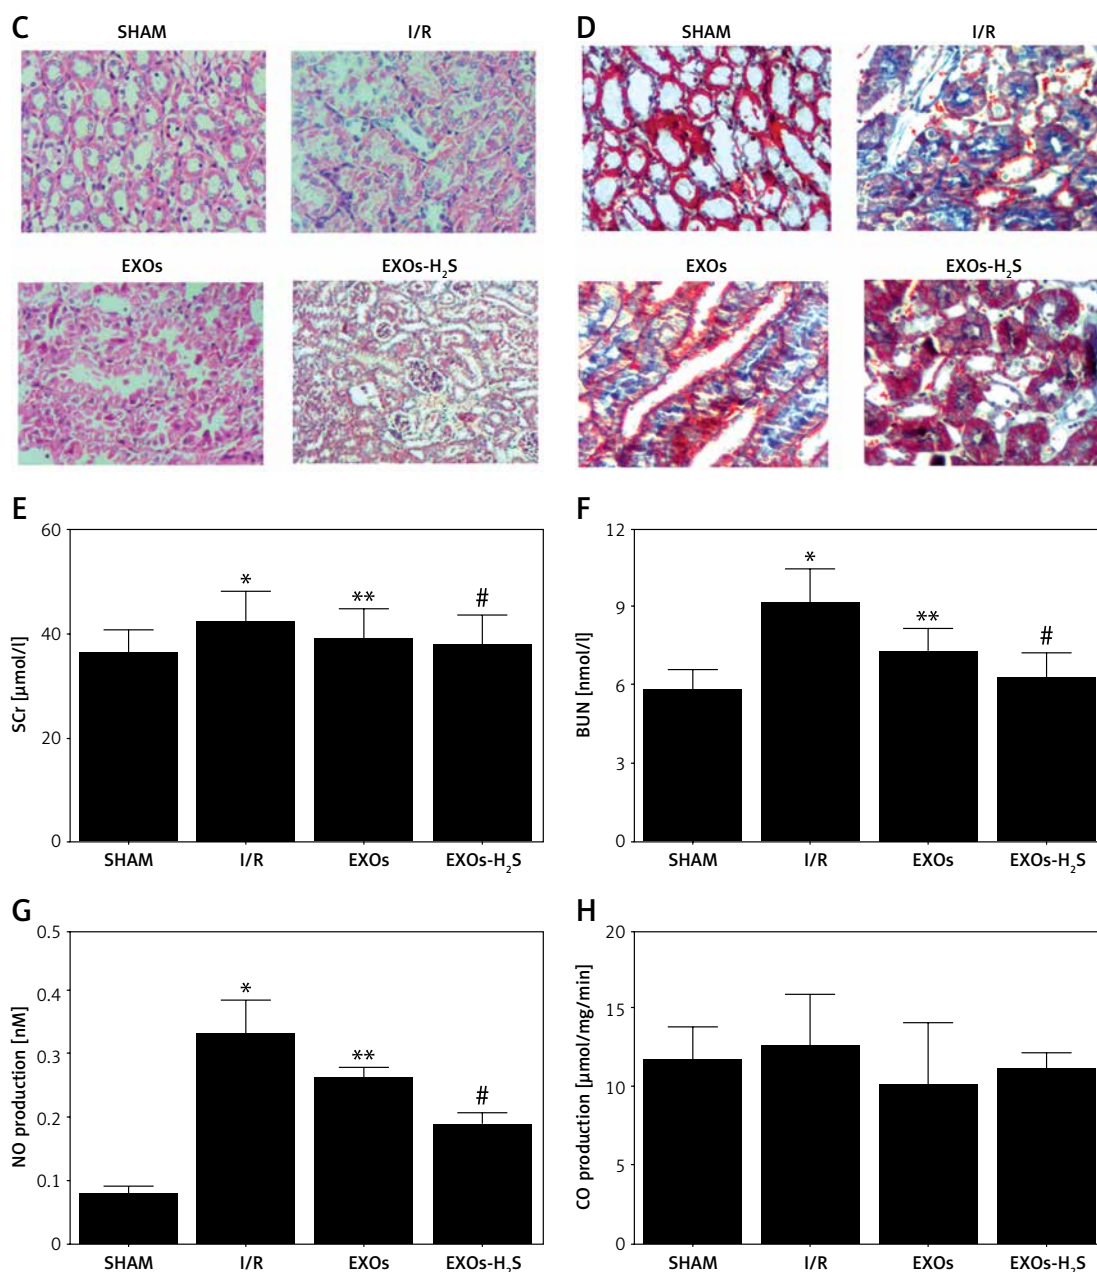 C
D
SHAM
I/R
SHAM
I/R
EXOs
EXOs-H₂S
EXOs
EXOs-H₂S
E
F
60
40
20
0
SCr [µmol/l]
*
**
#
SHAM
I/R
EXOs
EXOs-H₂S
12
9
6
3
0
BUN [nmol/l]
*
**
#
SHAM
I/R
EXOs
EXOs-H₂S
G
H
0.5
0.4
0.3
0.2
0.1
0
NO production [nM]
*
**
#
SHAM
I/R
EXOs
EXOs-H₂S
20
15
10
5
0
CO production [µmol/mg/min]
SHAM
I/R
EXOs
EXOs-H₂S